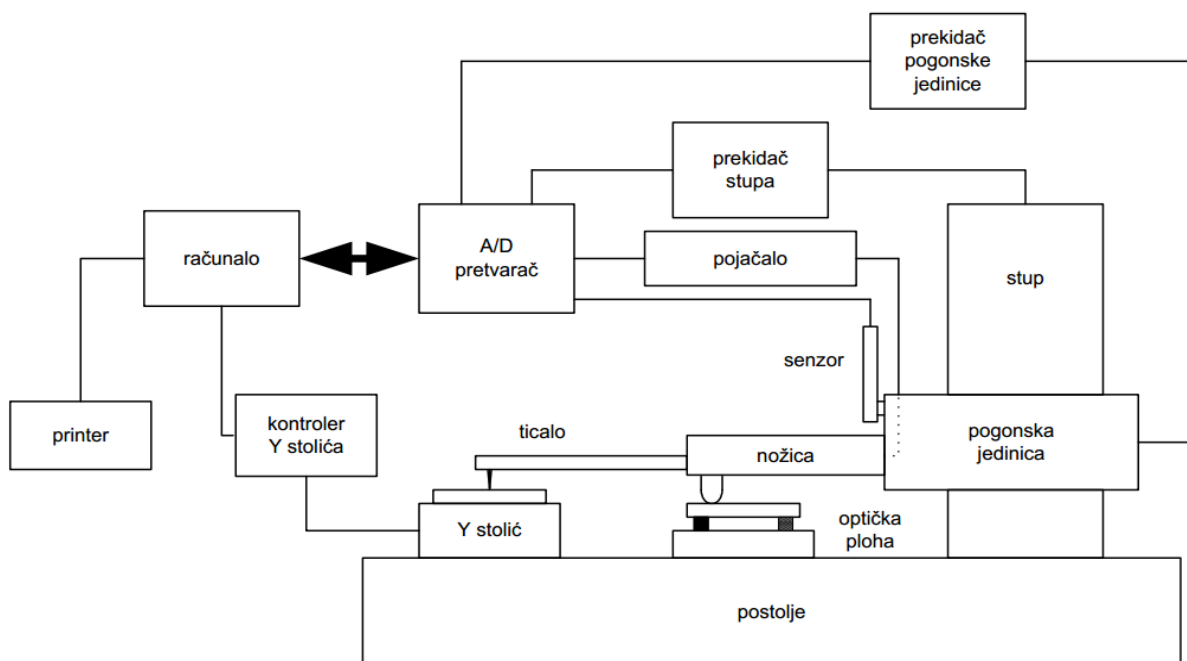 prekidač
pogonske
jedinice
prekidač
stupa
računalo
A/D
pretvarač
pojačalo
stup
senzor
printer
kontroler
Y stolića
ticalo
nožica
pogonska
jedinica
Y stolić
optička
ploha
postolje